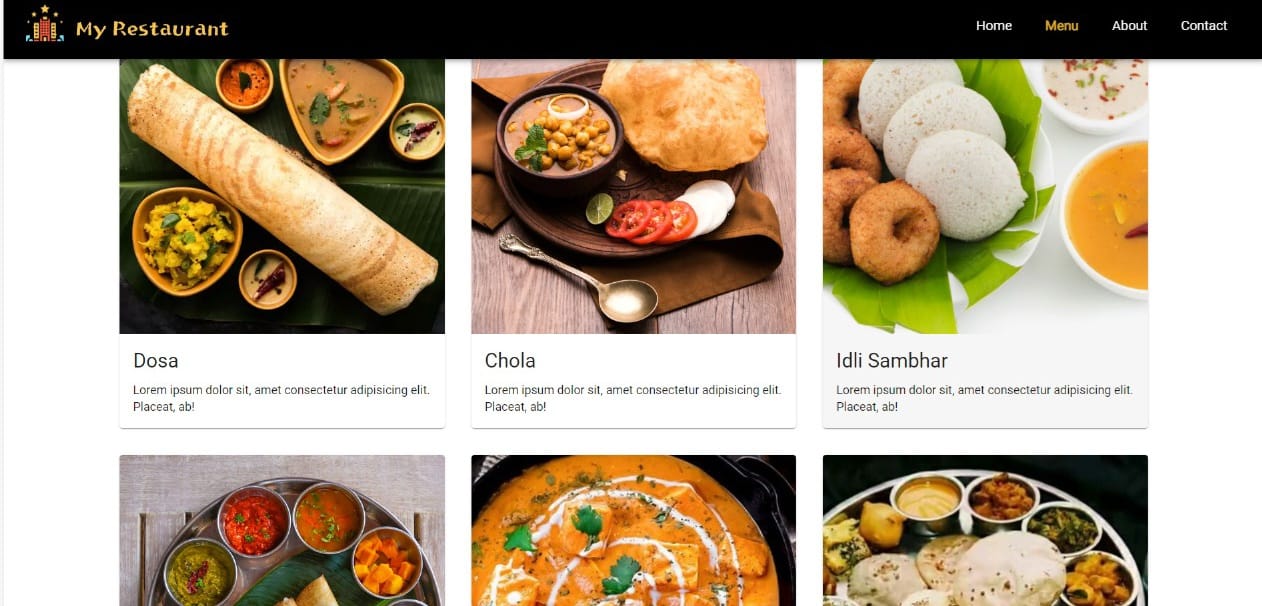 My Restaurant
Home Menu About Contact
Dosa
Lorem ipsum dolor sit, amet consectetur adipisicing elit.
Placeat, ab!
Chola
Lorem ipsum dolor sit, amet consectetur adipisicing elit.
Placeat, ab!
Idli Sambhar
Lorem ipsum dolor sit, amet consectetur adipisicing elit.
Placeat, ab!